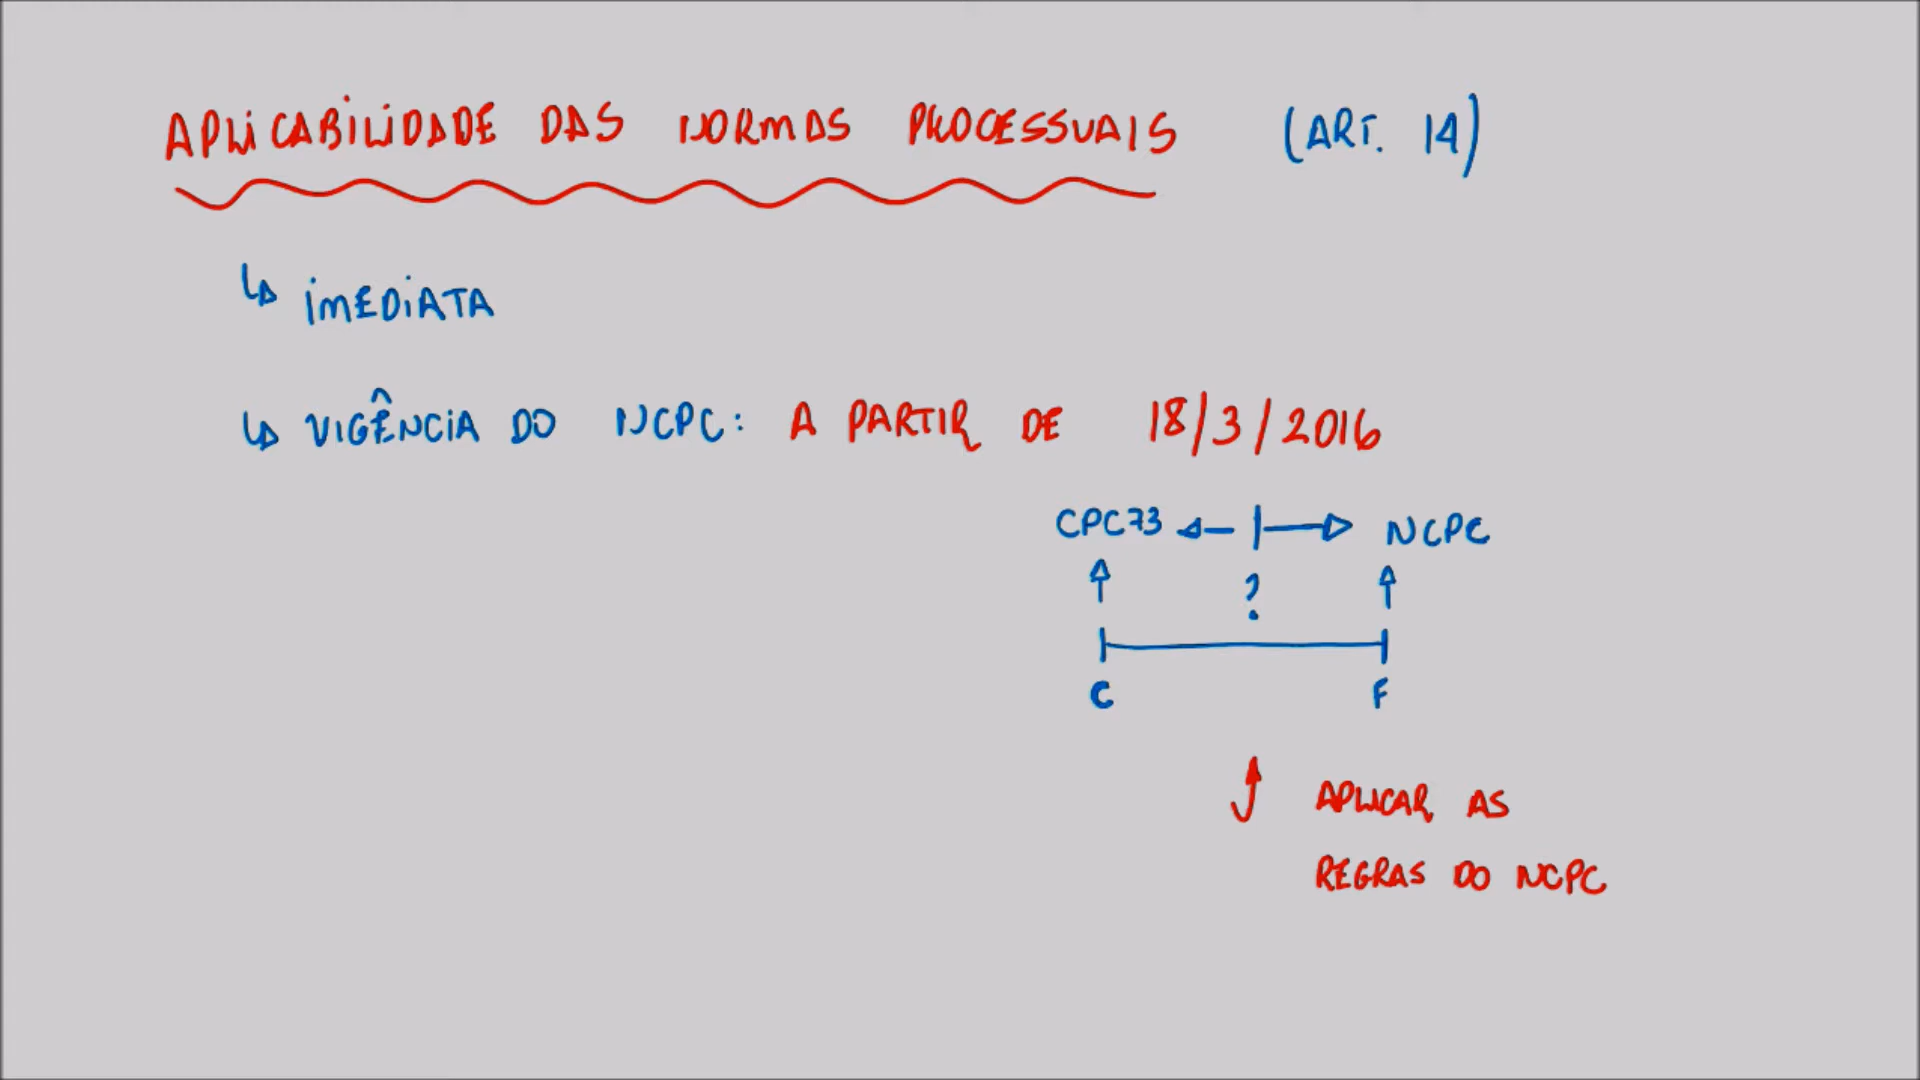 APLICABILIDADE DAS NORMAS PROCESSUAIS (ART. 14)
IMEDIATA
VIGÊNCIA DO NCPC: A PARTIR DE 18/3/2016
CPC73 NCPC
?
C F
APLICAR AS
REGRAS DO NCPC